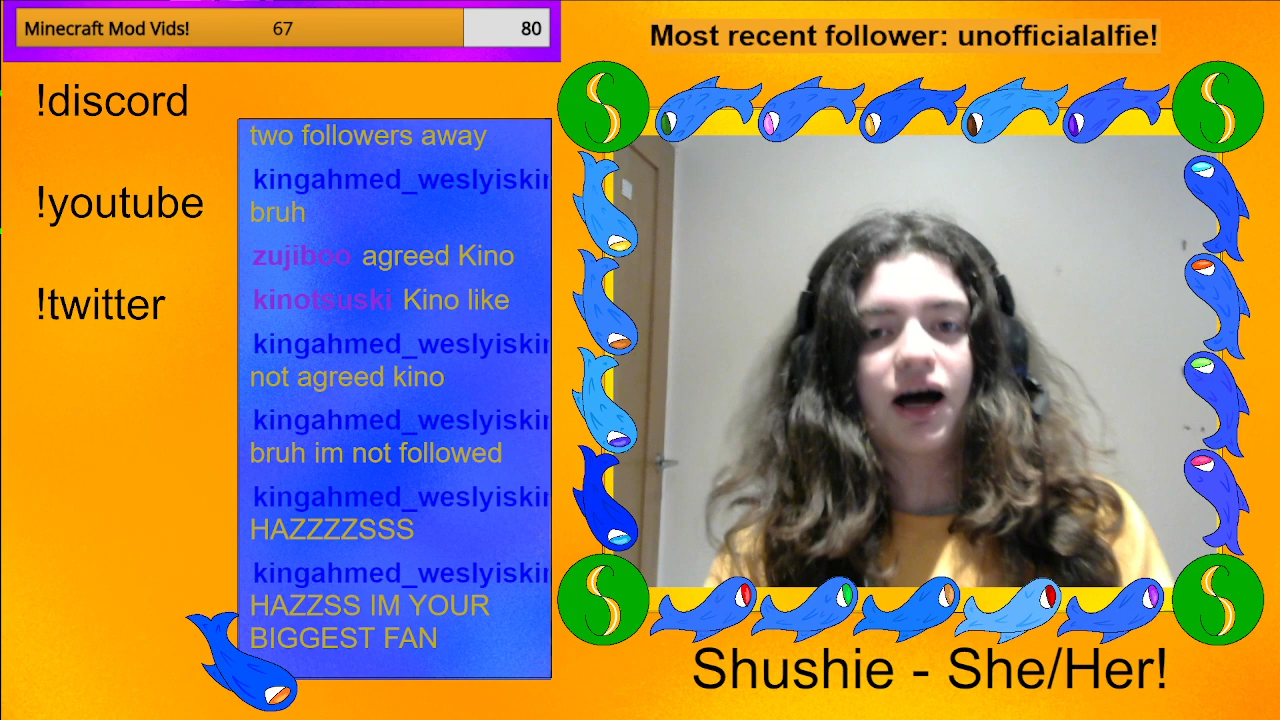 Minecraft Mod Vids! 67 80
Most recent follower: unofficialalfie!
!discord
!youtube
!twitter
two followers away
kingahmed_weslyiskin
bruh
zujiboo agreed Kino
kinotsuski Kino like
kingahmed_weslyiskin
not agreed kino
kingahmed_weslyiskin
bruh im not followed
kingahmed_weslyiskin
HAZZZZSSS
kingahmed_weslyiskin
HAZZSS IM YOUR
BIGGEST FAN
Shushie - She/Her!